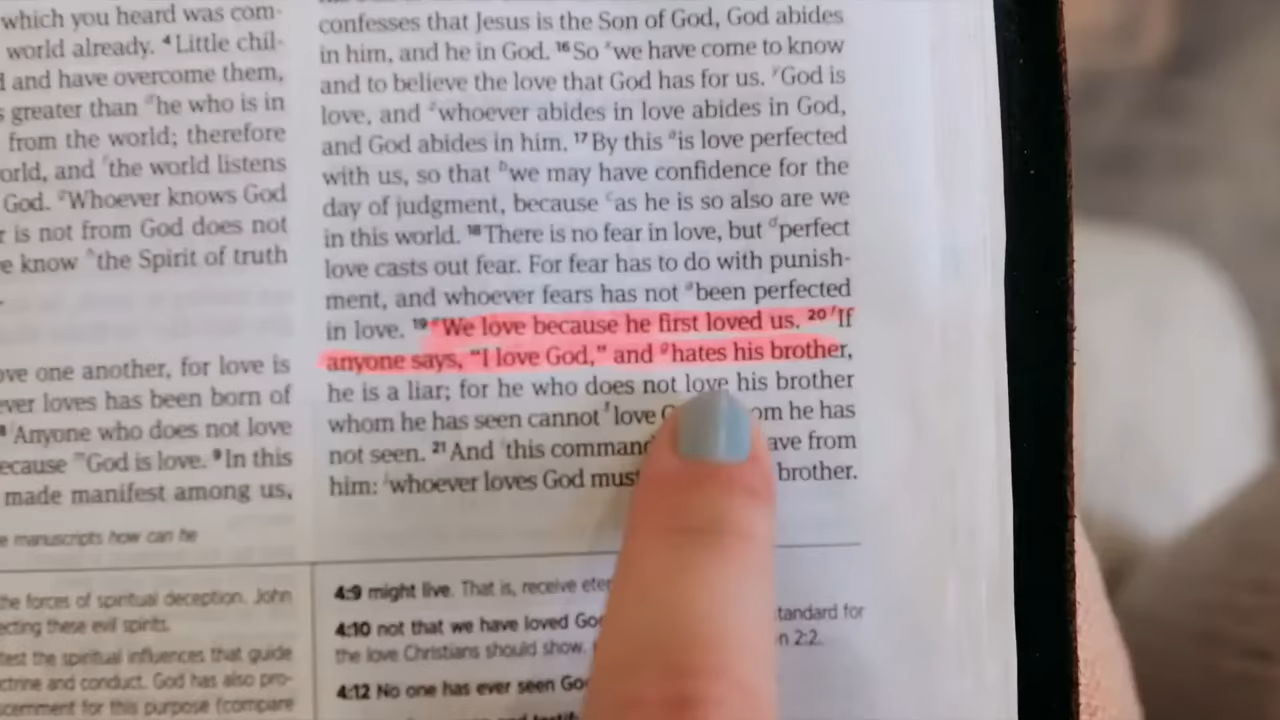 which you heard was com-
world already. 4 Little chil-
and have overcome them,
greater than he who is in
from the world; therefore
and the world listens
God. Whoever knows God
is not from God does not
know the Spirit of truth
one another, for love is
loves has been born of
Anyone who does not love
God is love. 9 In this
made manifest among us,
manuscripts how can he
the forces of spiritual deception. John
these evil spirits.
the spiritual influences that guide
and conduct. God has also pro-
for this purpose (compare
confesses that Jesus is the Son of God, God abides
in him, and he in God. 16 So we have come to know
and to believe the love that God has for us. God is
love, and whoever abides in love abides in God,
and God abides in him. 17 By this is love perfected
with us, so that we may have confidence for the
day of judgment, because as he is so also are we
in this world. 18 There is no fear in love, but perfect
love casts out fear. For fear has to do with punish-
ment, and whoever fears has not been perfected
in love. 19 We love because he first loved us. 20 If
anyone says, “I love God,” and hates his brother,
he is a liar; for he who does not love his brother
whom he has seen cannot love he has
not seen. 21 And this from
him: whoever loves God must brother.
4:9 might live. That is, receive
4:10 not that we have loved for
the love Christians should show. 2:2.
4:12 No one has ever seen